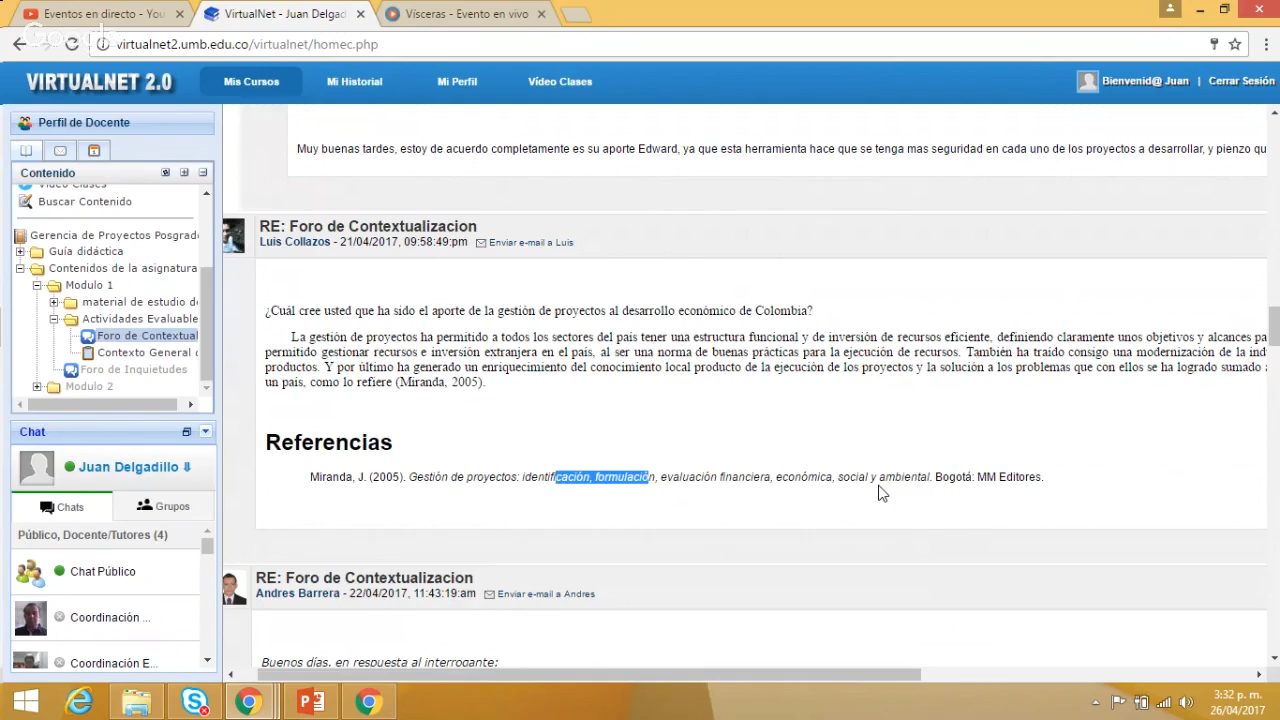 Eventos en directo - You
VirtualNet - Juan Delgad
Vísceras - Evento en vivo
virtualnet2.umb.edu.co/virtualnet/homec.php
VIRTUALNET 2.0
Mis Cursos
Mi Historial
Mi Perfil
Vídeo Clases
Bienvenid@ Juan | Cerrar Sesión
Perfil de Docente
Contenido
Video Clases
Buscar Contenido
Gerencia de Proyectos Posgrado
Guía didáctica
Contenidos de la asignatura
Modulo 1
material de estudio de
Actividades Evaluable
Foro de Contextual
Contexto General
Foro de Inquietudes
Modulo 2
Chat
Juan Delgadillo
Chats
Grupos
Público, Docente/Tutores (4)
Chat Público
Coordinación ...
Coordinación E...
Muy buenas tardes, estoy de acuerdo completamente es su aporte Edward, ya que esta herramienta hace que se tenga mas seguridad en cada uno de los proyectos a desarrollar, y pienzo qu
RE: Foro de Contextualizacion
Luis Collazos - 21/04/2017, 09:58:49:pm Enviar e-mail a Luis
¿Cuál cree usted que ha sido el aporte de la gestión de proyectos al desarrollo económico de Colombia?
La gestión de proyectos ha permitido a todos los sectores del país tener una estructura funcional y de inversión de recursos eficiente, definiendo claramente unos objetivos y alcances pa
permitido gestionar recursos e inversión extranjera en el país, al ser una norma de buenas prácticas para la ejecución de recursos. También ha traído consigo una modernización de la ind
productos. Y por último ha generado un enriquecimiento del conocimiento local producto de la ejecución de los proyectos y la solución a los problemas que con ellos se ha logrado sumado a
un país, como lo refiere (Miranda, 2005).
Referencias
Miranda, J. (2005). Gestión de proyectos: identificación, formulación, evaluación financiera, económica, social y ambiental. Bogotá: MM Editores.
RE: Foro de Contextualizacion
Andres Barrera - 22/04/2017, 11:43:19:am Enviar e-mail a Andres
Buenos días, en respuesta al interrogante:
3:32 p. m.
26/04/2017